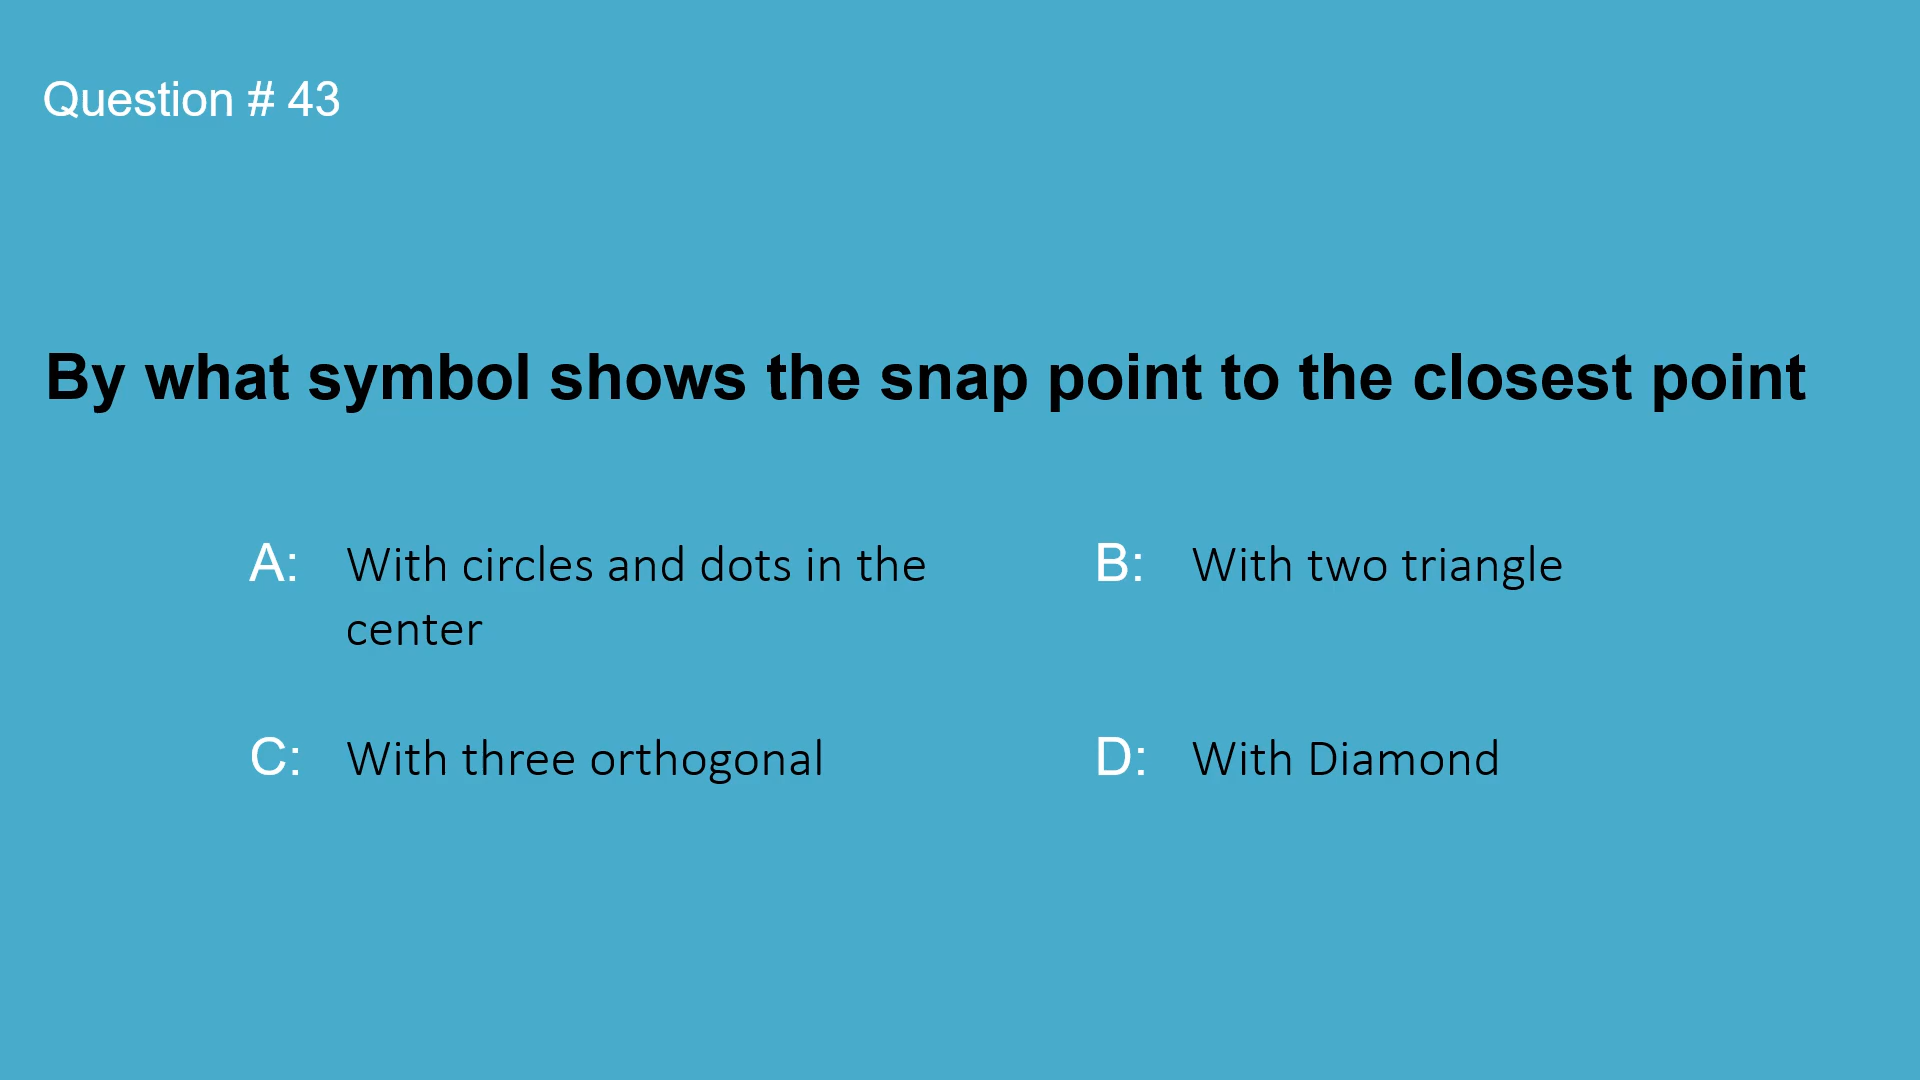 Question # 43
By what symbol shows the snap point to the closest point
A: With circles and dots in the
center
B: With two triangle
C: With three orthogonal
D: With Diamond